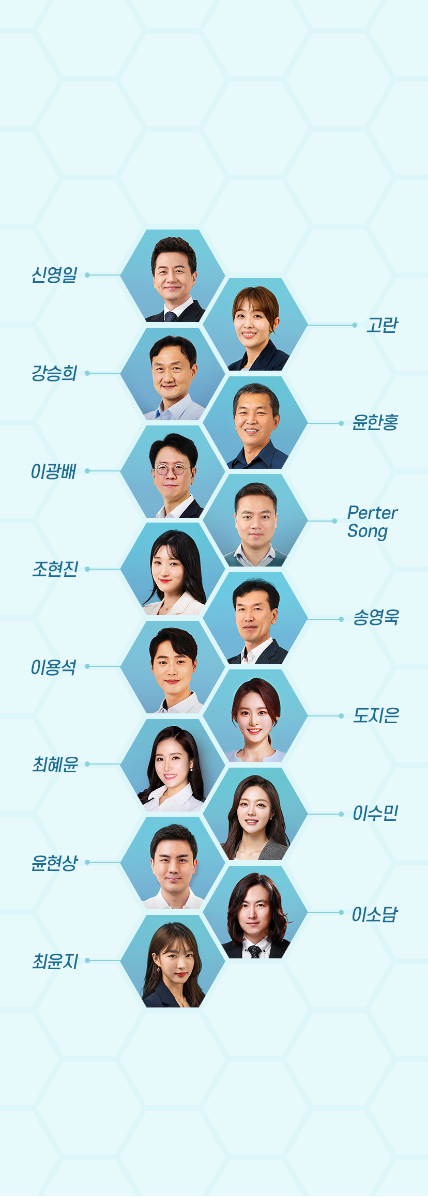 신영일
고란
강승희
윤한홍
이광배
Perter
Song
조현진
송영욱
이용석
도지은
최혜윤
이수민
윤현상
이소담
최윤지